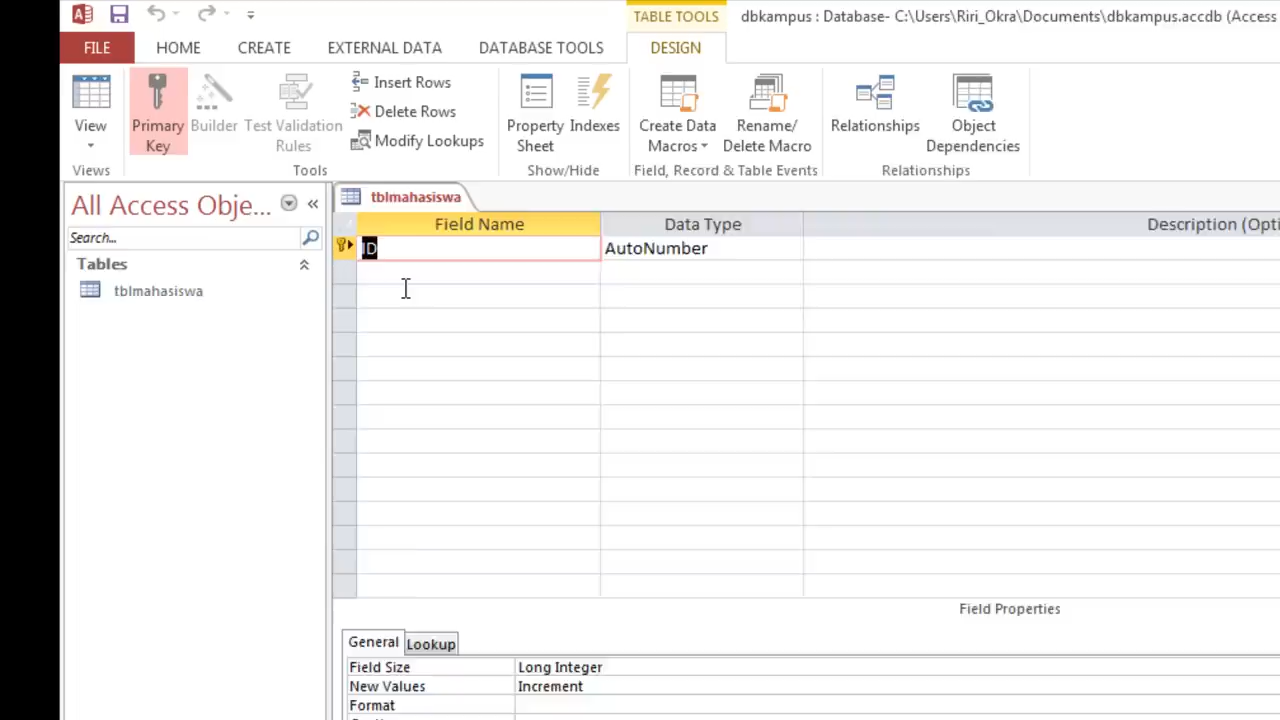 TABLE TOOLS
dbkampus : Database- C:\Users\Riri_Okra\Documents\dbkampus.accdb (Access
FILE HOME CREATE EXTERNAL DATA DATABASE TOOLS DESIGN
View
Views
Primary Key
Builder
Test Validation Rules
Insert Rows
Delete Rows
Modify Lookups
Tools
Property Sheet
Indexes
Show/Hide
Create Data Macros
Rename/ Delete Macro
Field, Record & Table Events
Relationships
Object Dependencies
Relationships
All Access Obje...
Search...
Tables
tblmahasiswa
tblmahasiswa
Field Name Data Type Description (Opti
ID AutoNumber
Field Properties
General Lookup
Field Size Long Integer
New Values Increment
Format